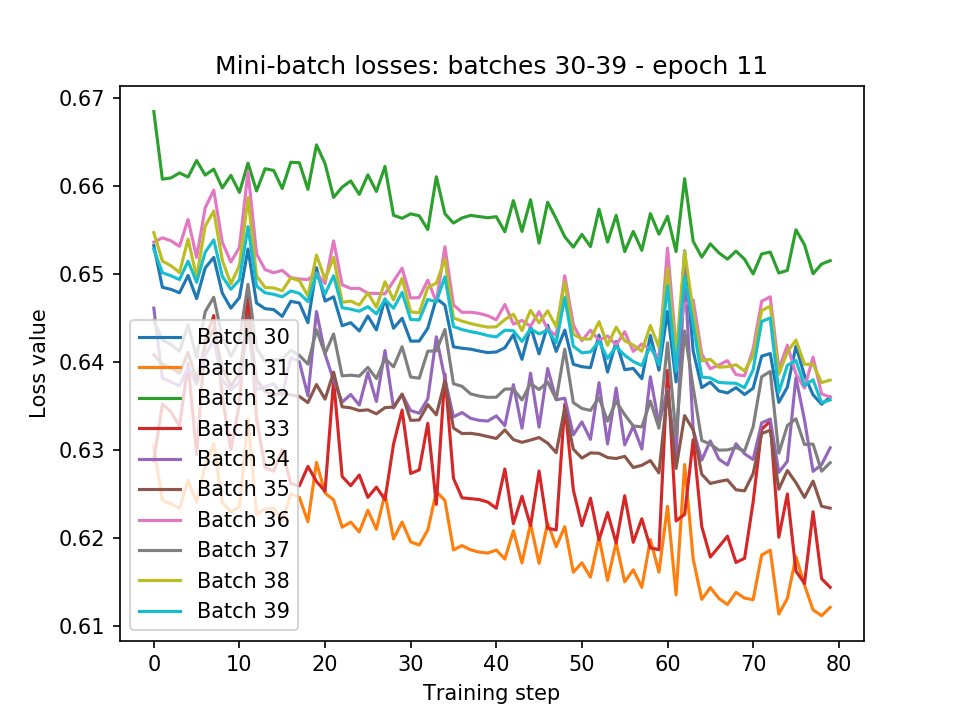 Mini-batch losses: batches 30-39 - epoch 11
0.67
0.66
0.65
0.64
0.63
0.62
0.61
Loss value
Batch 30
Batch 31
Batch 32
Batch 33
Batch 34
Batch 35
Batch 36
Batch 37
Batch 38
Batch 39
0 10 20 30 40 50 60 70 80
Training step